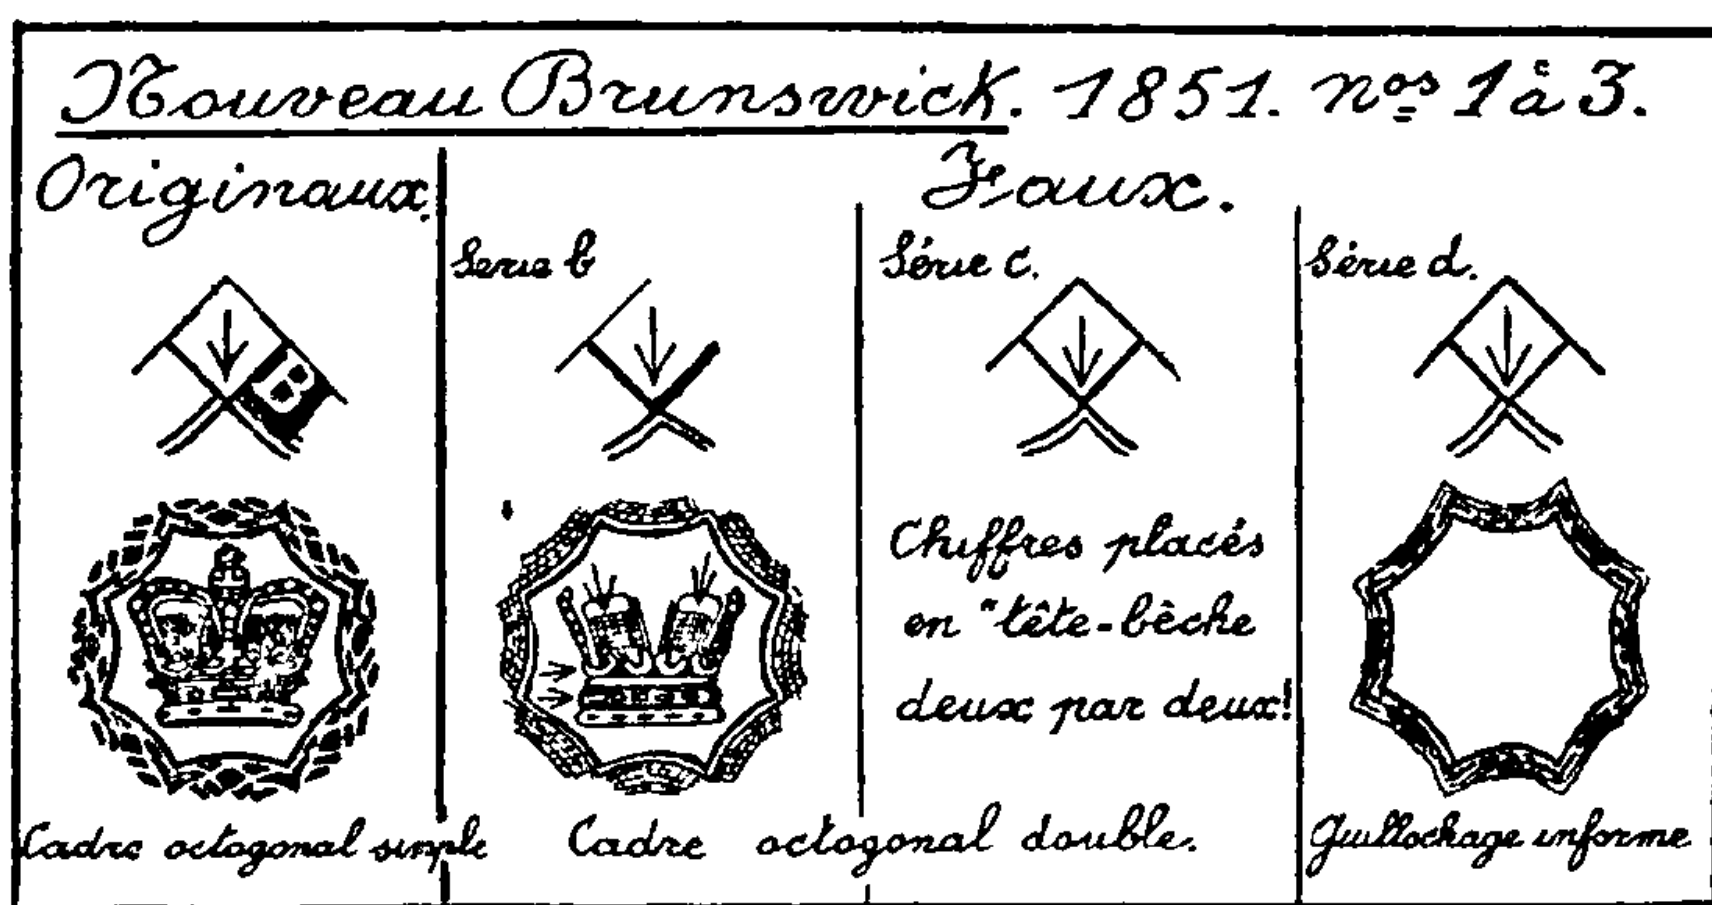 Nouveau Brunswick. 1851. nos 1 à 3.
Originaux.
Faux.
Serie b
Série c.
Série d.
B
Chiffres placés
en "tête-bêche
deux par deux!
Cadre octogonal simple
Cadre octogonal double.
Guillochage informe